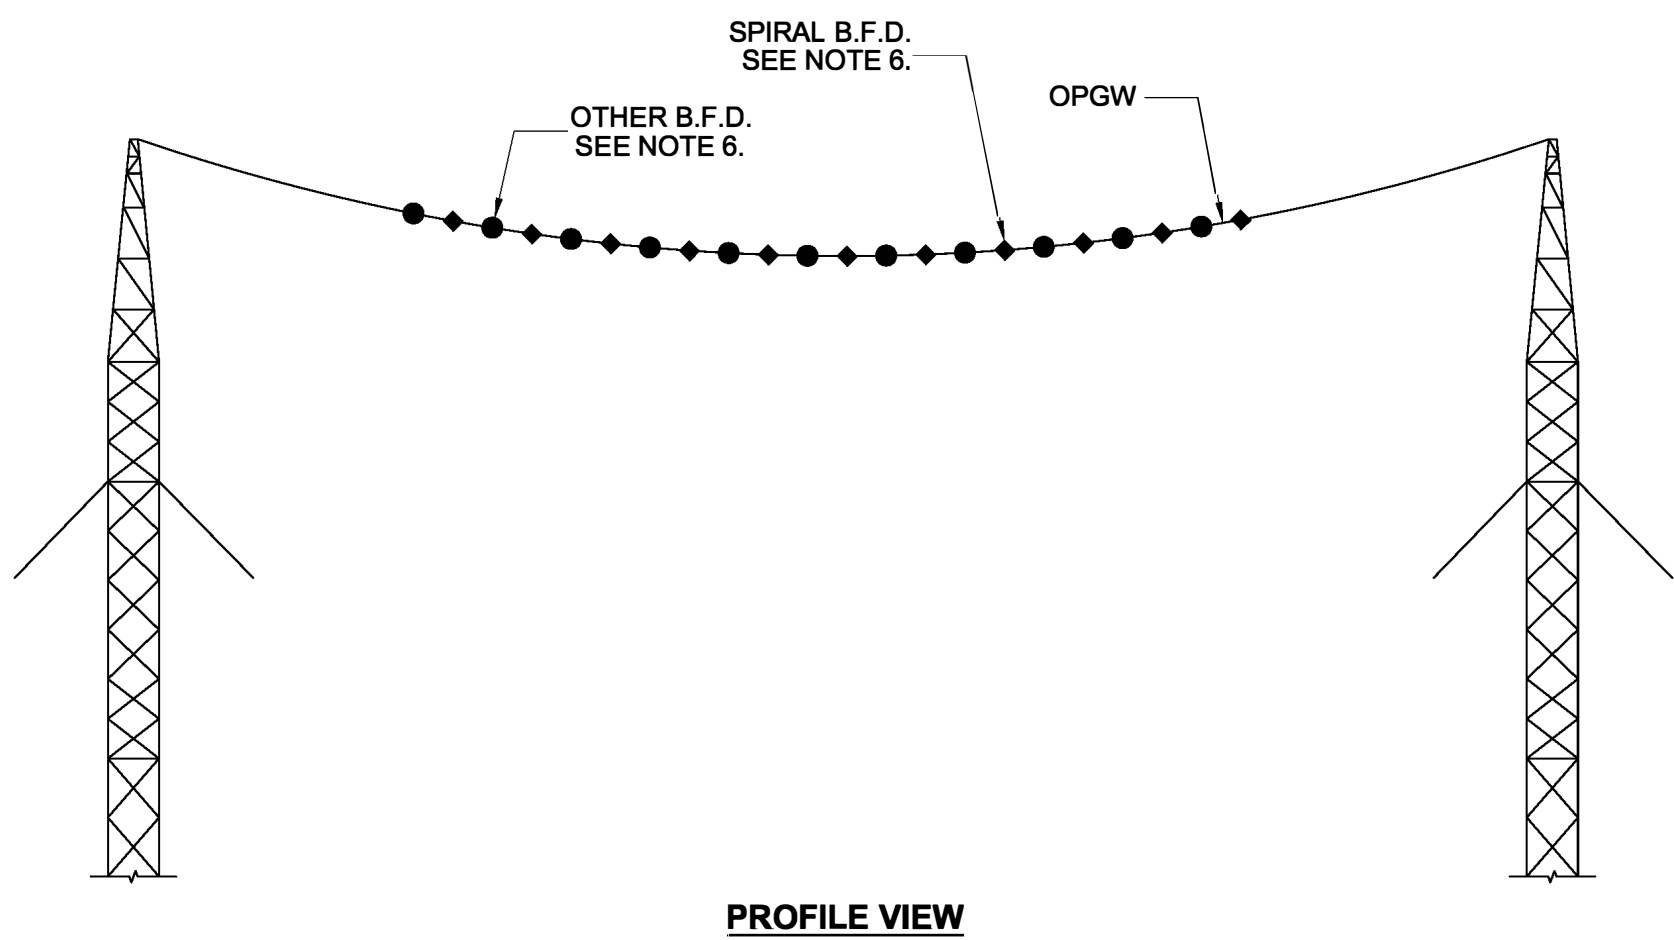 SPIRAL B.F.D.
SEE NOTE 6.
OPGW
OTHER B.F.D.
SEE NOTE 6.
PROFILE VIEW